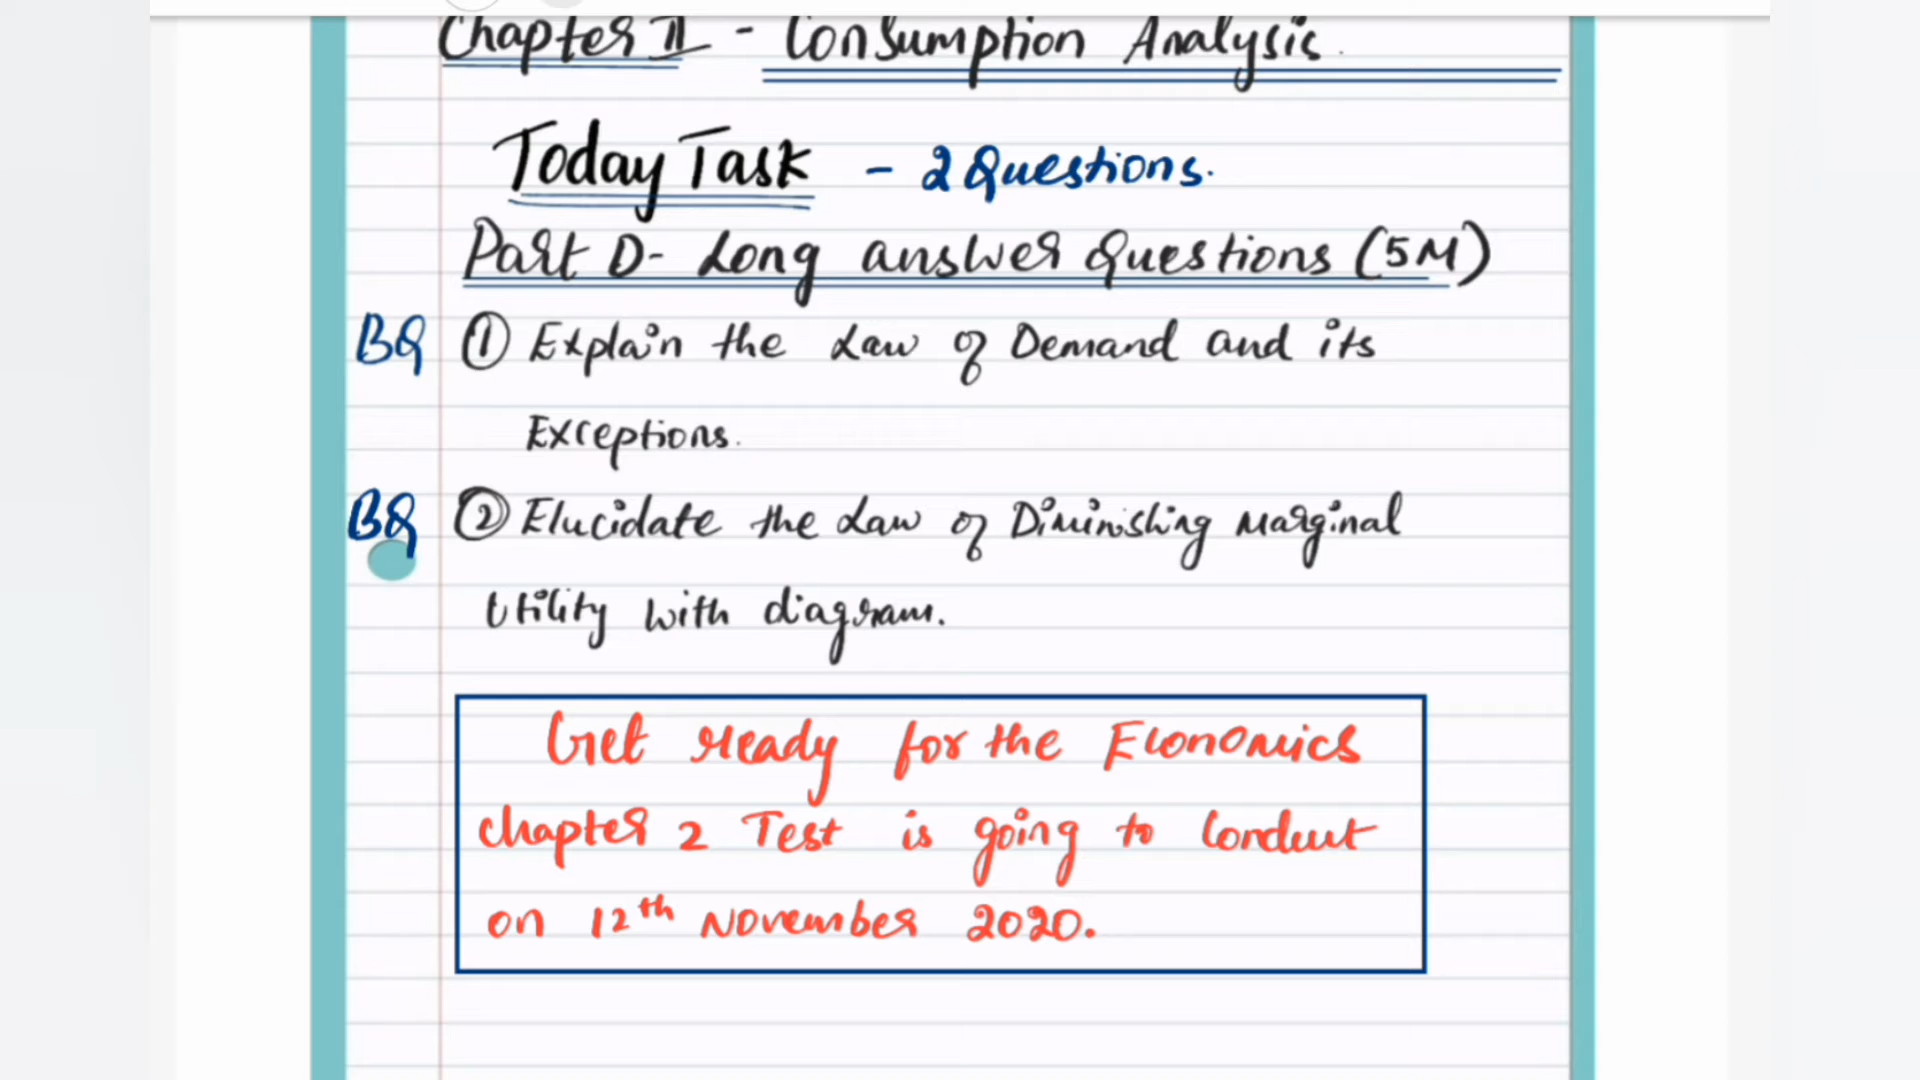 Chapter II - Consumption Analysis.
Today Task - 2 Questions.
Part D- Long answer Questions (5M)
BQ ① Explain the Law of Demand and its
Exceptions.
BQ ② Elucidate the Law of Diminishing Marginal
Utility with diagram.
Get ready for the Economics
chapter 2 Test is going to Conduct
on 12th November 2020.